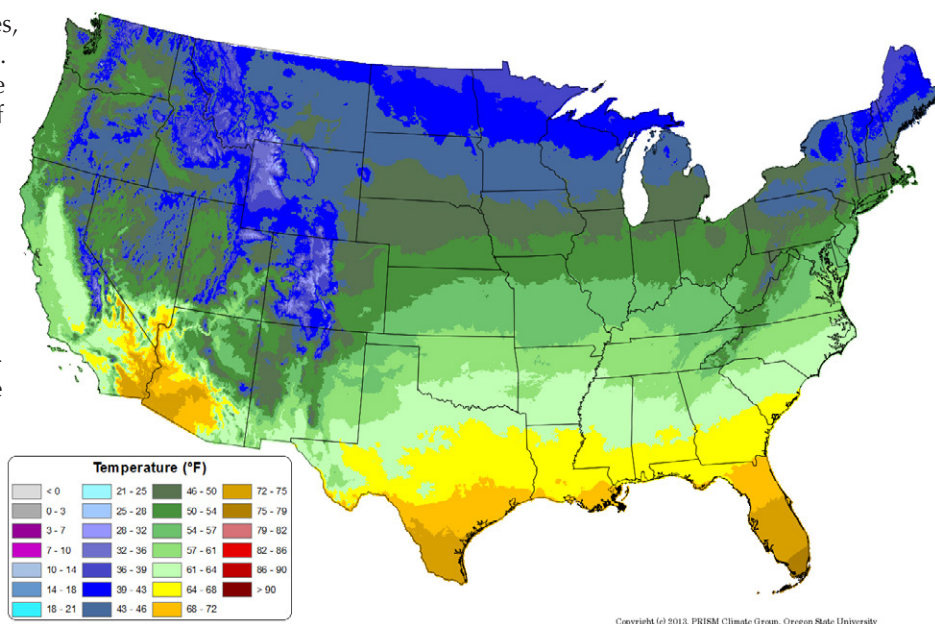 es,
.
e
f
e
Temperature (ºF)
< 0
0 - 3
3 - 7
7 - 10
10 - 14
14 - 18
18 - 21
21 - 25
25 - 28
28 - 32
32 - 36
36 - 39
39 - 43
43 - 46
46 - 50
50 - 54
54 - 57
57 - 61
61 - 64
64 - 68
68 - 72
72 - 75
75 - 79
79 - 82
82 - 86
86 - 90
> 90
Copyright (c) 2013, PRISM Climate Group, Oregon State University